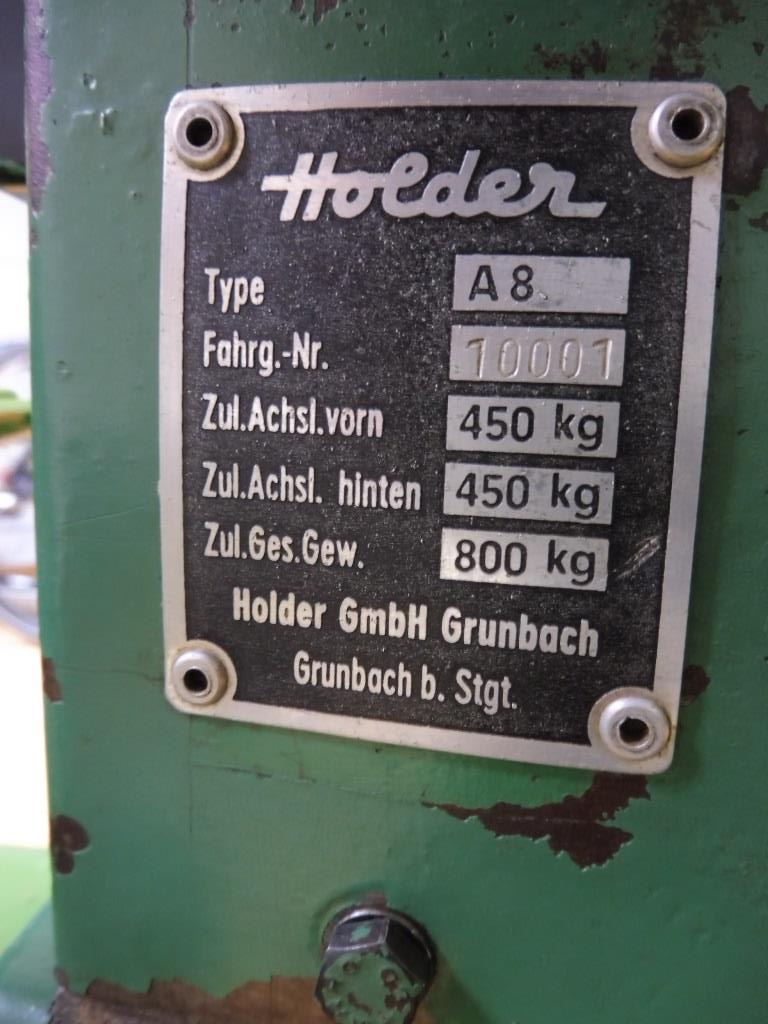 Holder
Type A8
Fahrg.-Nr. 10001
Zul.Achsl.vorn 450 kg
Zul.Achsl. hinten 450 kg
Zul.Ges.Gew. 800 kg
Holder GmbH Grunbach
Grunbach b. Stgt.